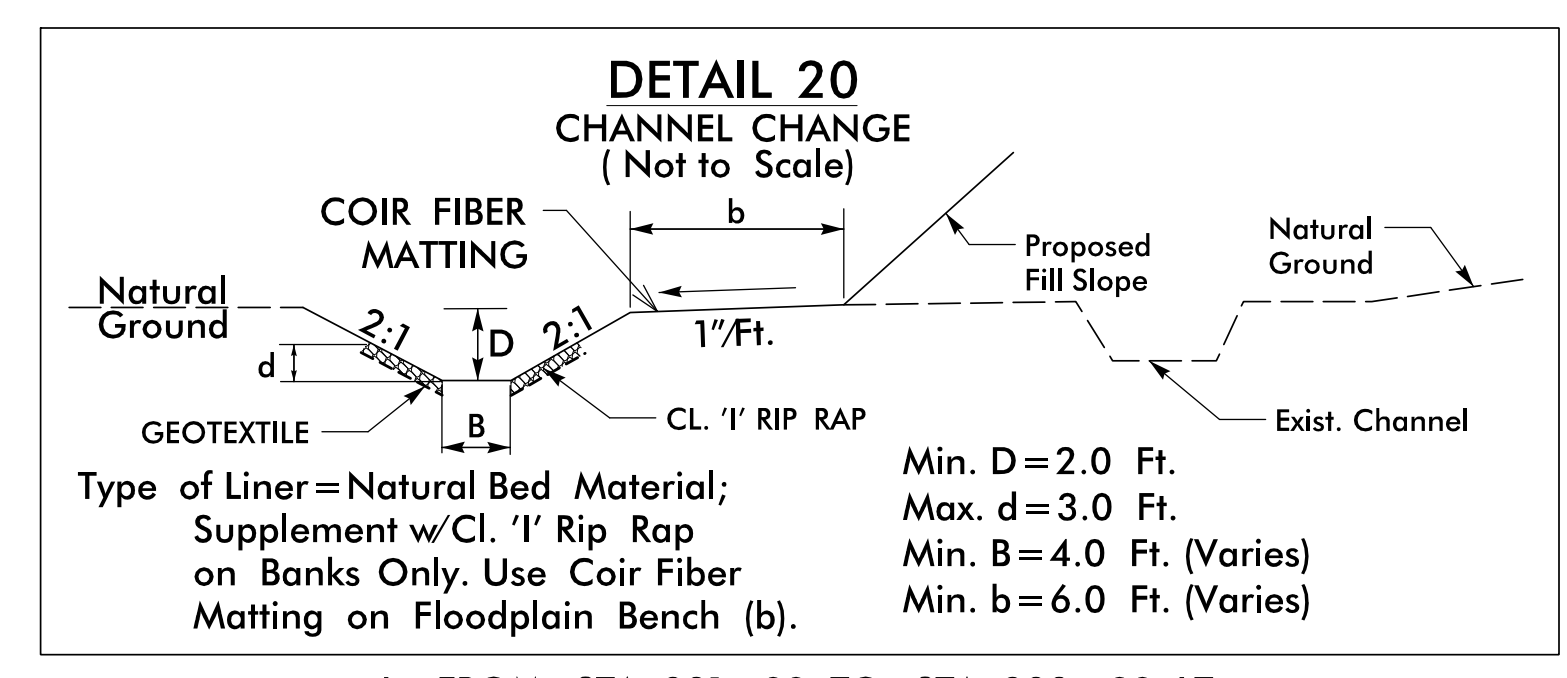 DETAIL 20
CHANNEL CHANGE
( Not to Scale)
COIR FIBER
MATTING
b
Proposed
Fill Slope
Natural
Ground
Natural
Ground
2:1
D
2:1
1"/Ft.
d
GEOTEXTILE
B
CL. 'I' RIP RAP
Exist. Channel
Type of Liner=Natural Bed Material;
Supplement w/Cl. 'I' Rip Rap
on Banks Only. Use Coir Fiber
Matting on Floodplain Bench (b).
Min. D=2.0 Ft.
Max. d=3.0 Ft.
Min. B=4.0 Ft. (Varies)
Min. b=6.0 Ft. (Varies)